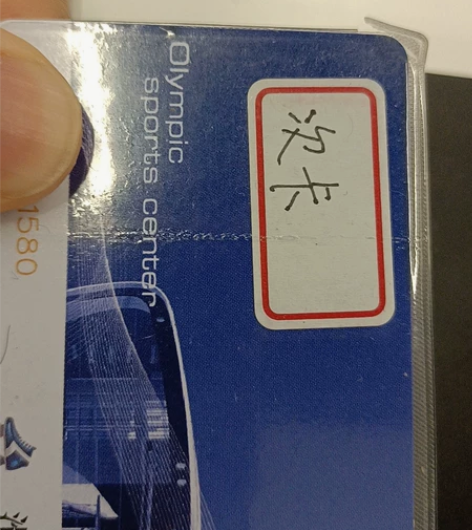 次卡
Olympic
sports center
1580